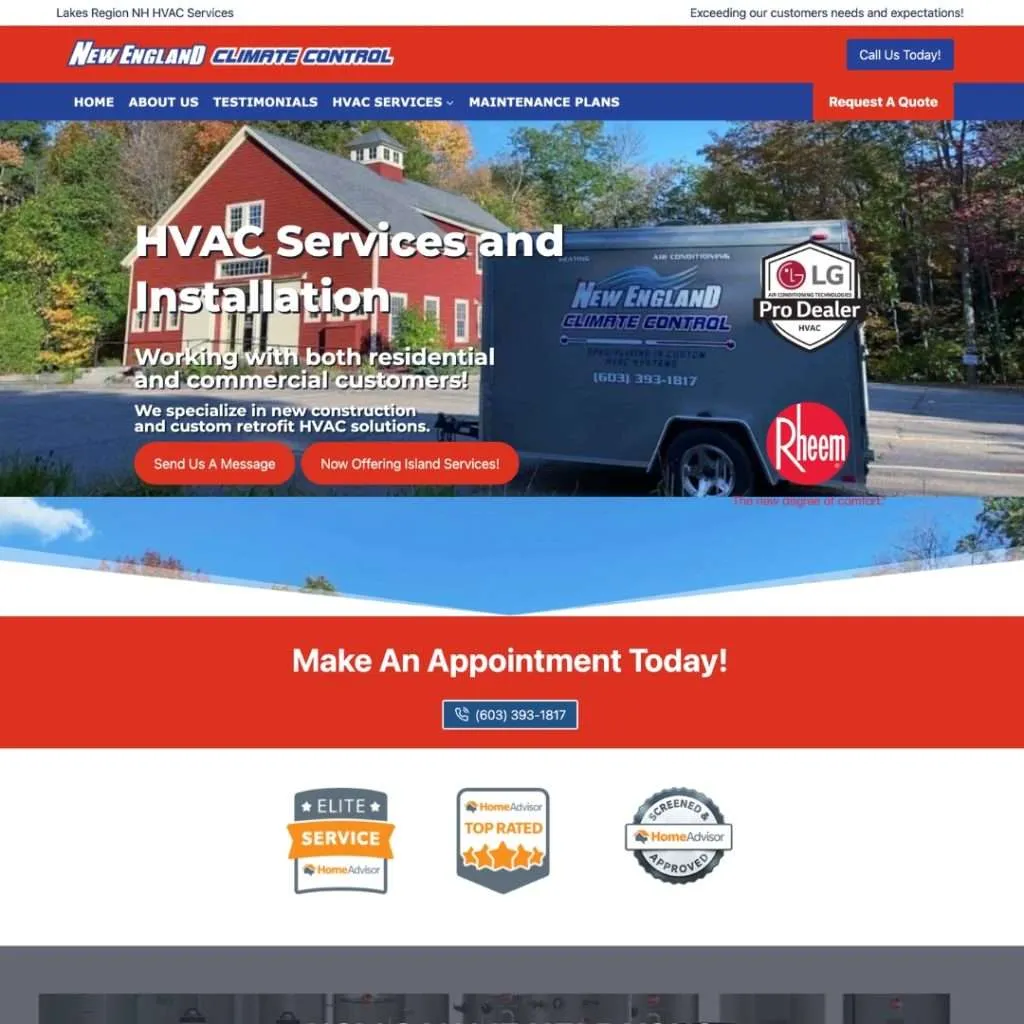 Lakes Region NH HVAC Services
Exceeding our customers needs and expectations!
NEW ENGLAND CLIMATE CONTROL
Call Us Today!
HOME ABOUT US TESTIMONIALS HVAC SERVICES MAINTENANCE PLANS
Request A Quote
HVAC Services and
Installation
Working with both residential
and commercial customers!
We specialize in new construction
and custom retrofit HVAC solutions.
Send Us A Message
Now Offering Island Services!
HEATING
AIR CONDITIONING
NEW ENGLAND
CLIMATE CONTROL
SPECIALIZING IN CUSTOM
HVAC SYSTEMS
(603) 393-1817
LG
AIR CONDITIONING TECHNOLOGIES
Pro Dealer
HVAC
Rheem
The new degree of comfort.
Make An Appointment Today!
(603) 393-1817
ELITE
SERVICE
HomeAdvisor
HomeAdvisor
TOP RATED
SCREENED &
HomeAdvisor
APPROVED